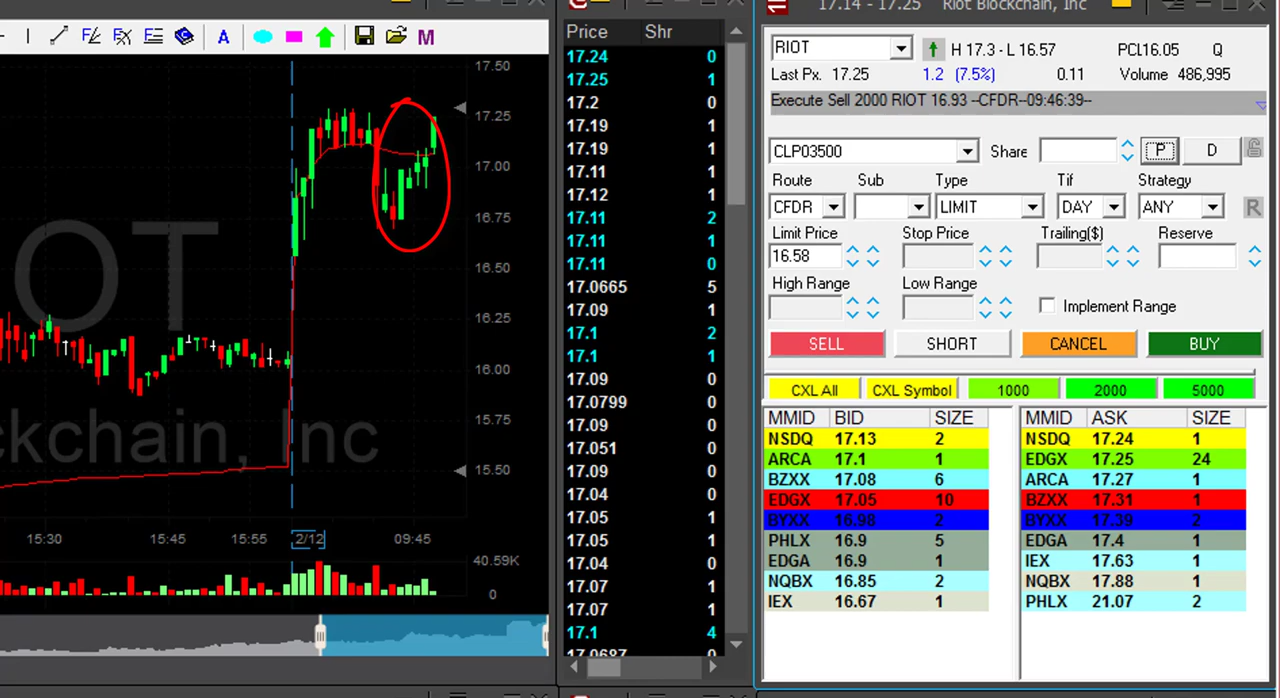 17.14 - 17.25 Riot Blockchain, Inc
A
M
17.50
17.25
17.00
16.75
16.50
16.25
16.00
15.75
15.50
OT
ckchain, Inc
15:30 15:45 15:55 2/12 09:45
40.59K
0
Price Shr
17.24 0
17.25 1
17.2 0
17.19 1
17.19 1
17.11 1
17.12 1
17.11 2
17.11 1
17.11 0
17.0665 5
17.09 1
17.1 2
17.1 1
17.09 0
17.0799 0
17.09 0
17.051 1
17.09 0
17.04 0
17.05 1
17.05 1
17.04 0
17.07 1
17.07 1
17.1 4
17.0687 0
RIOT H 17.3 - L 16.57 PCL16.05 Q
Last Px. 17.25 1.2 (7.5%) 0.11 Volume 486,995
Execute Sell 2000 RIOT 16.93 --CFDR--09:46:39--
CLP03500 Share P D
Route Sub Type Tif Strategy
CFDR LIMIT DAY ANY R
Limit Price Stop Price Trailing($) Reserve
16.58
High Range Low Range
Implement Range
SELL SHORT CANCEL BUY
CXL All CXL Symbol 1000 2000 5000
MMID BID SIZE MMID ASK SIZE
NSDQ 17.13 2 NSDQ 17.24 1
ARCA 17.1 1 EDGX 17.25 24
BZXX 17.08 6 ARCA 17.27 1
EDGX 17.05 10 BZXX 17.31 1
BYXX 16.98 2 BYXX 17.39 2
PHLX 16.9 5 EDGA 17.4 1
EDGA 16.9 1 IEX 17.63 1
NQBX 16.85 2 NQBX 17.88 1
IEX 16.67 1 PHLX 21.07 2